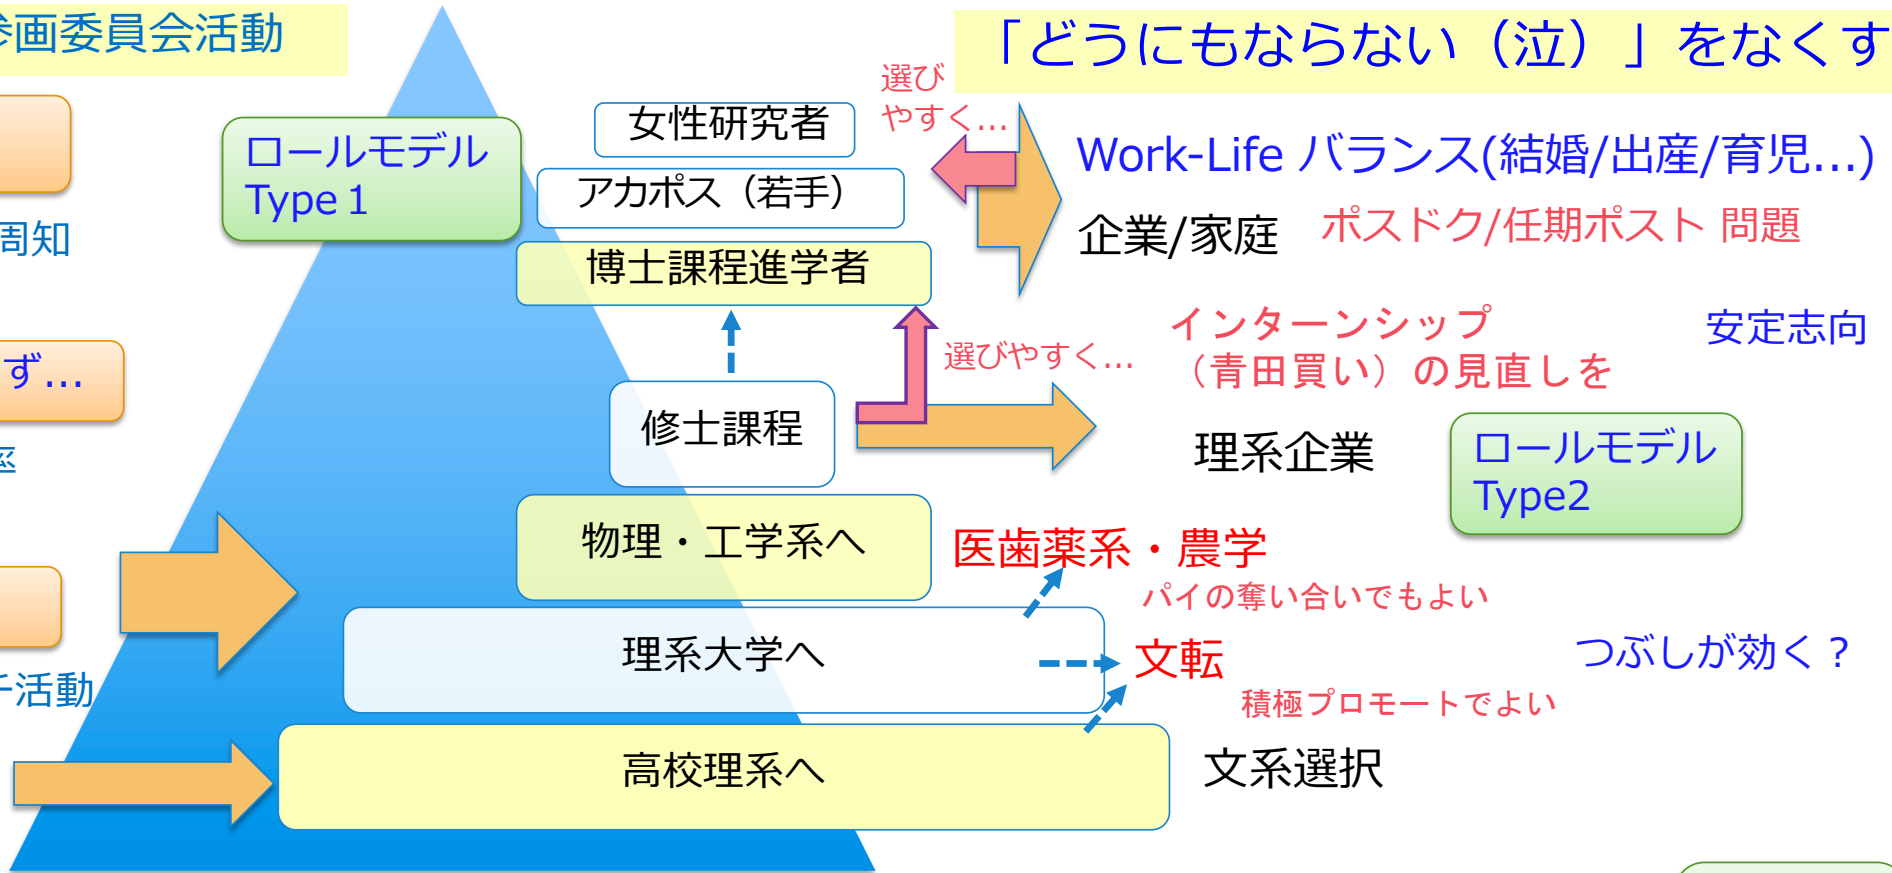 参画委員会活動
「どうにもならない（泣）」をなくす
選び
やすく…
ロールモデル
Type１
女性研究者
アカポス（若手）
博士課程進学者
Work-Life バランス(結婚/出産/育児…)
企業/家庭
ポスドク/任期ポスト 問題
周知
インターンシップ
（青田買い）の見直しを
安定志向
選びやすく…
ず…
修士課程
理系企業
ロールモデル
Type2
率
物理・工学系へ
医歯薬系・農学
パイの奪い合いでもよい
理系大学へ
文転
つぶしが効く？
チ活動
積極プロモートでよい
高校理系へ
文系選択